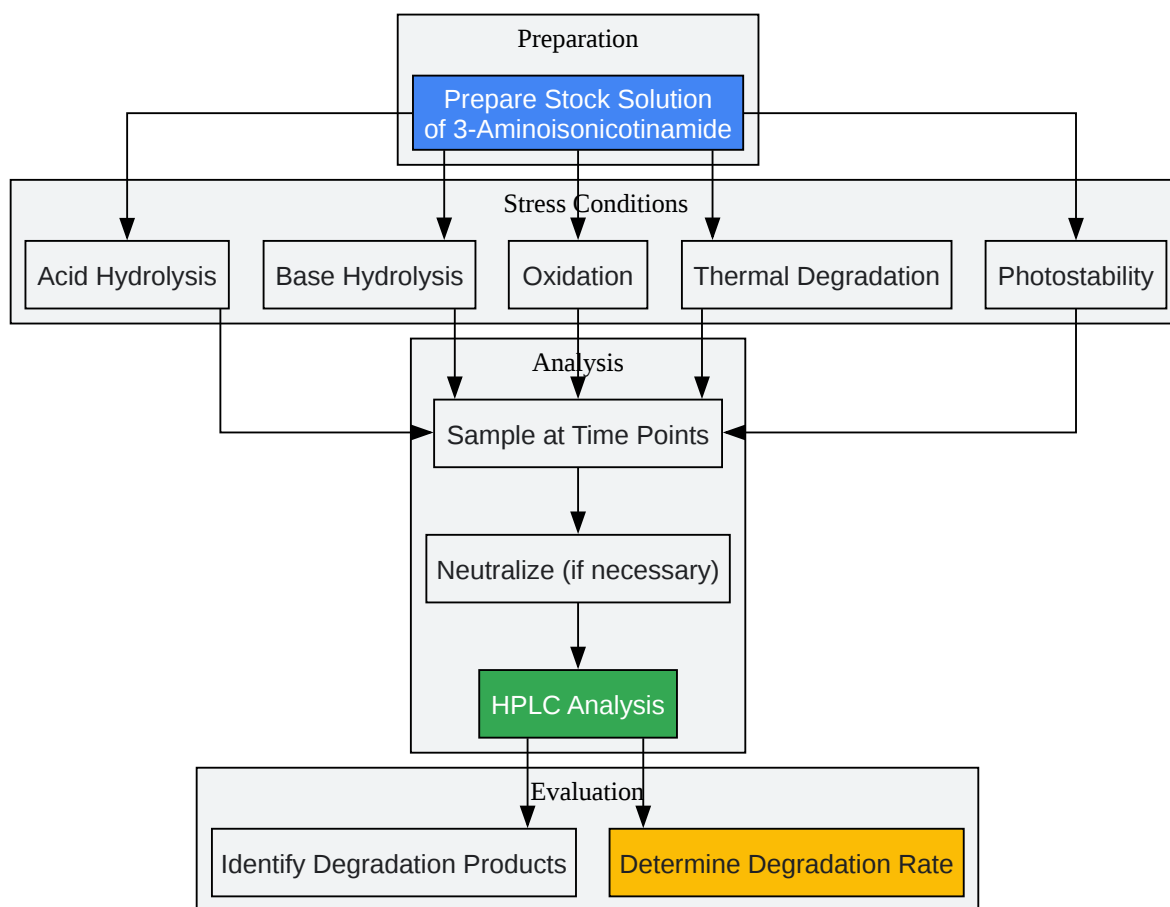 Preparation
Prepare Stock Solution
of 3-Aminoisonicotinamide
Stress Conditions
Acid Hydrolysis
Base Hydrolysis
Oxidation
Thermal Degradation
Photostability
Analysis
Sample at Time Points
Neutralize (if necessary)
HPLC Analysis
Evaluation
Identify Degradation Products
Determine Degradation Rate